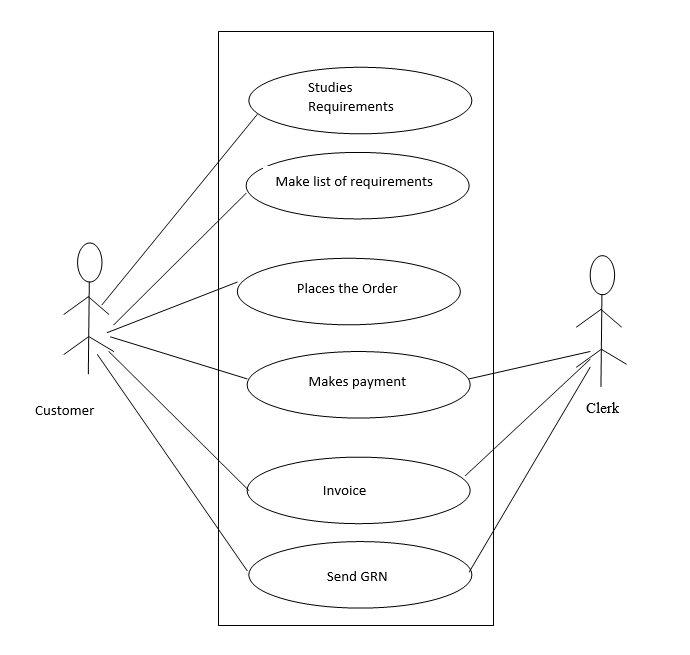 Studies
Requirements
Make list of requirements
Places the Order
Makes payment
Customer
Clerk
Invoice
Send GRN